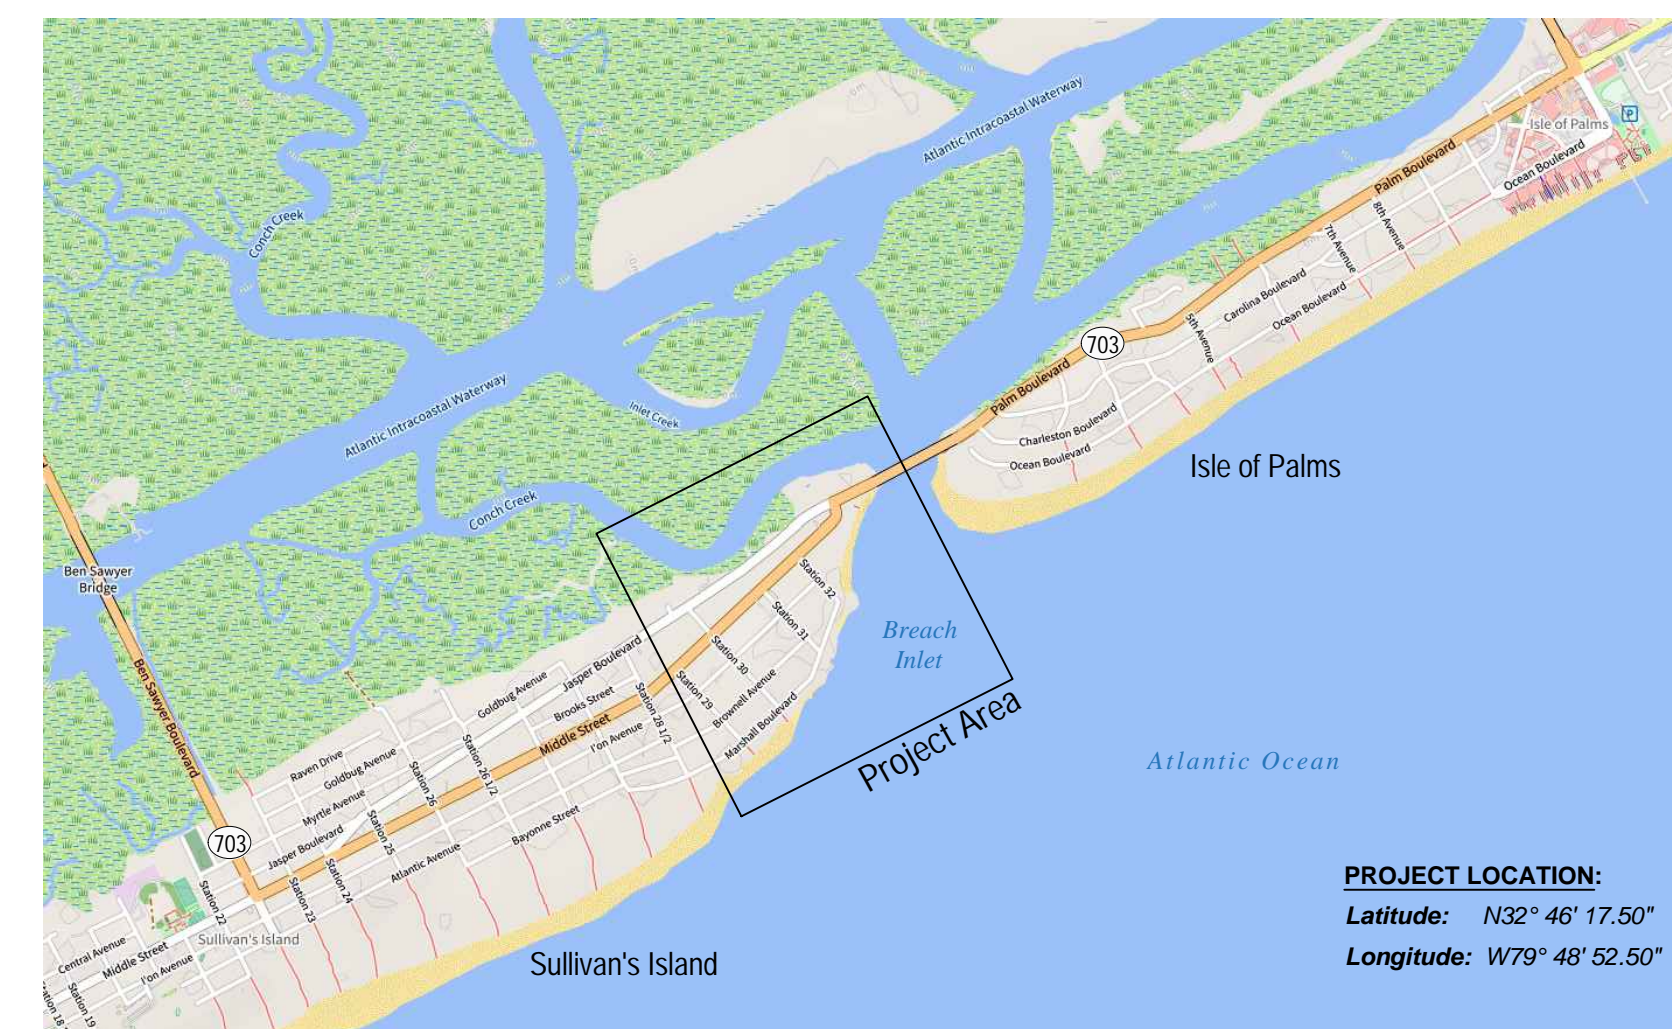 Atlantic Intracoastal Waterway
Isle of Palms
P
Palm Boulevard
Ocean Boulevard
Conch Creek
8th Avenue
7th Avenue
Carolina Boulevard
Ocean Boulevard
5th Avenue
703
Palm Boulevard
Atlantic Intracoastal Waterway
Inlet Creek
Charleston Boulevard
Ocean Boulevard
Isle of Palms
Conch Creek
Ben Sawyer
Bridge
Station 32
Station 31
Breach
Inlet
Station 30
Jasper Boulevard
Goldbug Avenue
Station 29
Brooks Street
Station 28 1/2
Brownell Avenue
Marshall Boulevard
Project Area
Ben Sawyer Boulevard
Middle Street
I'on Avenue
Atlantic Ocean
Raven Drive
Goldbug Avenue
Station 26 1/2
Station 26
Myrtle Avenue
Station 25
Bayonne Street
Jasper Boulevard
703
Atlantic Avenue
Station 24
Station 23
Station 22
Sullivan's Island
Central Avenue
Middle Street
I'on Avenue
Station 19
Station 18
Sullivan's Island
PROJECT LOCATION:
Latitude: N32° 46' 17.50"
Longitude: W79° 48' 52.50"